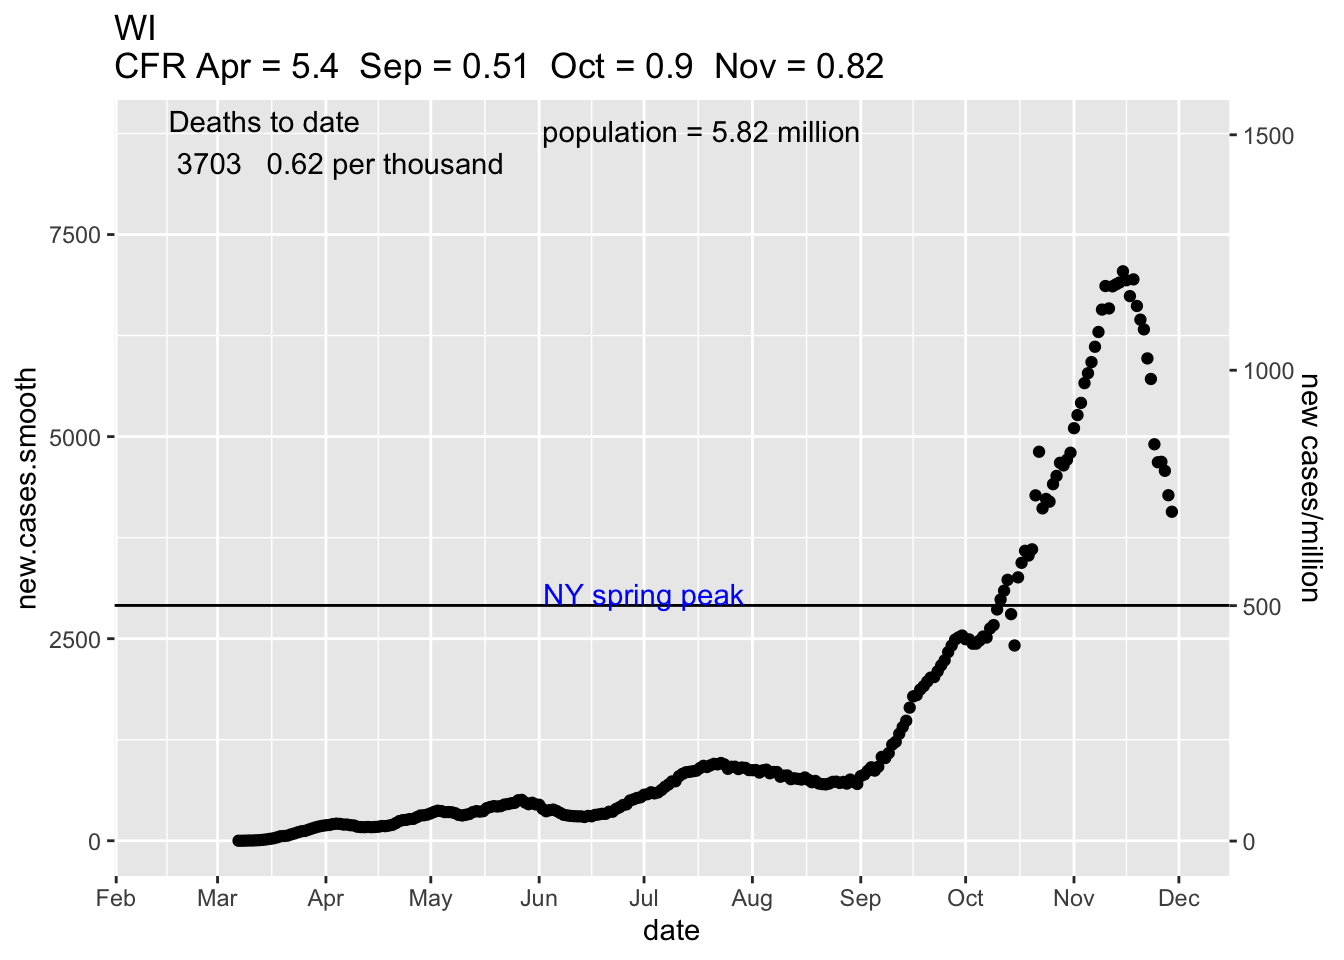 WI
CFR Apr = 5.4  Sep = 0.51  Oct = 0.9  Nov = 0.82
Deaths to date
3703   0.62 per thousand
population = 5.82 million
new.cases.smooth
7500
5000
2500
0
NY spring peak
1500
1000
500
0
new cases/million
Feb Mar Apr May Jun Jul Aug Sep Oct Nov Dec
date